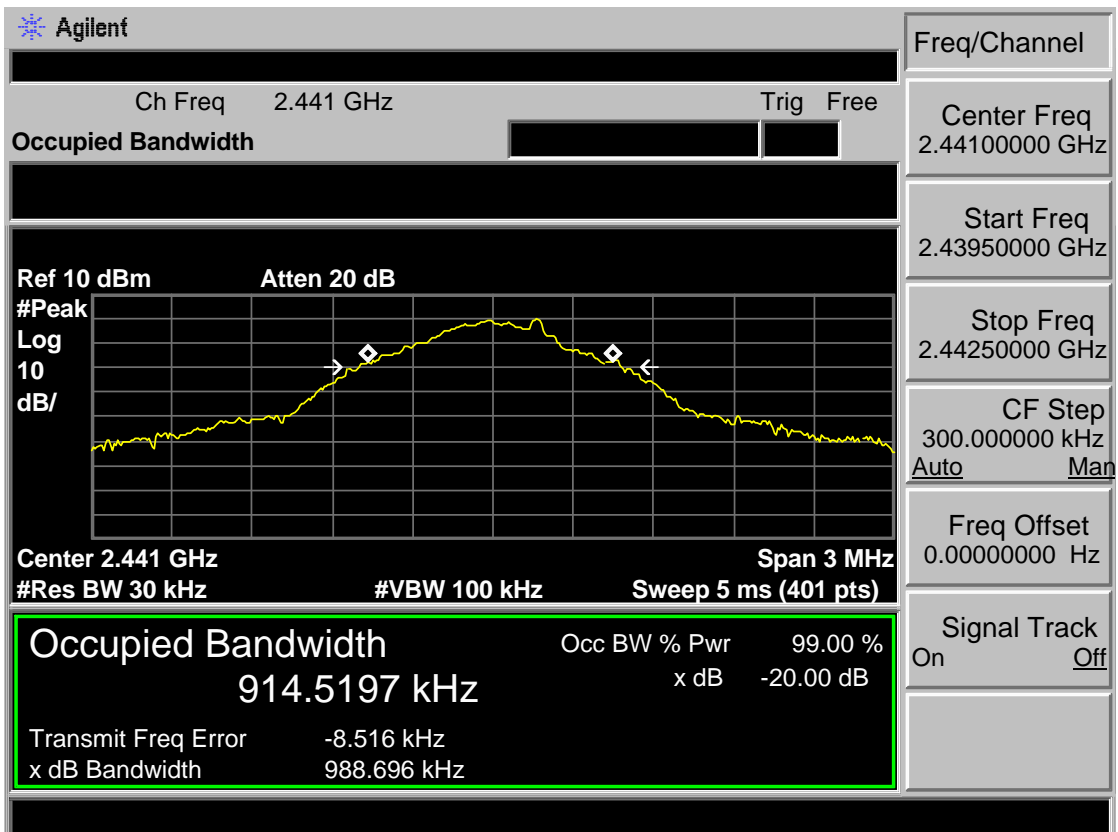 Agilent
Freq/Channel
Ch Freq 2.441 GHz Trig Free
Occupied Bandwidth
Center Freq
2.44100000 GHz
Start Freq
2.43950000 GHz
Stop Freq
2.44250000 GHz
CF Step
300.000000 kHz
Auto Man
Freq Offset
0.00000000 Hz
Signal Track
On Off
Ref 10 dBm Atten 20 dB
#Peak
Log
10
dB/
Center 2.441 GHz Span 3 MHz
#Res BW 30 kHz #VBW 100 kHz Sweep 5 ms (401 pts)
Occupied Bandwidth Occ BW % Pwr 99.00 %
914.5197 kHz x dB -20.00 dB
Transmit Freq Error -8.516 kHz
x dB Bandwidth 988.696 kHz